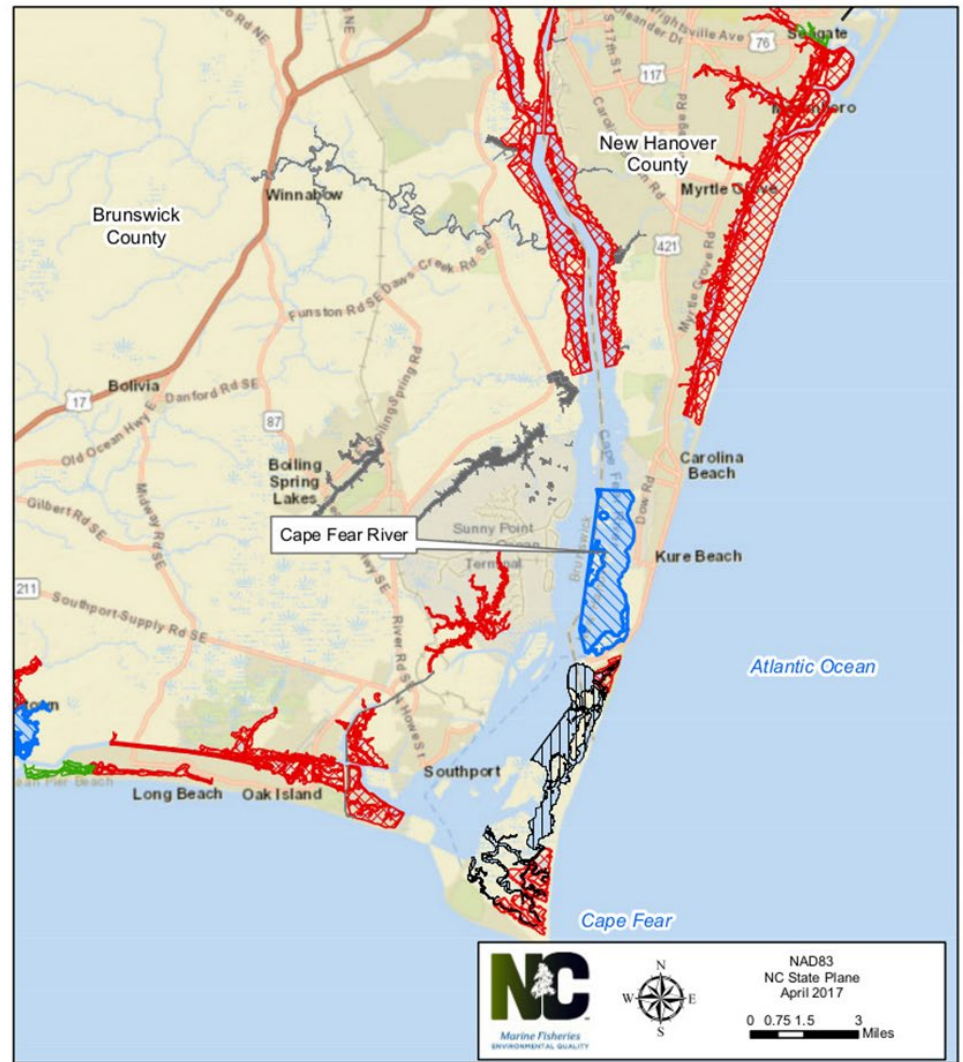 Wrightsville Ave
Seagate
76
S 17th St
117
New Hanover
County
Myrtle Grove
421
Myrtle Grove Rd
Winnabow
Brunswick
County
Funston Rd SE
Daws Creek Rd SE
Bolivia
Danford Rd SE
17
Old Ocean Hwy E
87
Boiling Spring Rd
Boiling
Spring
Lakes
Carolina
Beach
Dow Rd
Gilbert Rd SE
Midway Rd SE
Cape Fear River
Sunny Point
Terminal
Brunswick
Kure Beach
211
Southport-Supply Rd SE
River Rd SE
N Howe St
Atlantic Ocean
Southport
Long Beach
Oak Island
Cape Fear
NC
Marine Fisheries
ENVIRONMENTAL QUALITY
N
W
E
S
NAD83
NC State Plane
April 2017
0 0.75 1.5 3
Miles